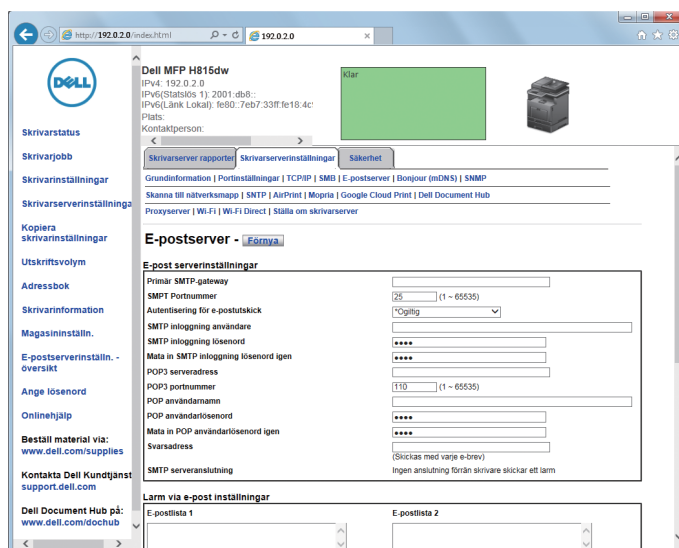 http://192.0.2.0/index.html
192.0.2.0
DELL
Dell MFP H815dw
IPv4: 192.0.2.0
IPv6(Statslös 1): 2001:db8::
IPv6(Länk Lokal): fe80::7eb7:33ff:fe18:4c
Plats:
Kontaktperson:
Klar
Skrivarstatus
Skrivarjobb
Skrivarinställningar
Skrivarserverinställninga
Kopiera
skrivarinställningar
Utskriftsvolym
Adressbok
Skrivarinformation
Magasininställn.
E-postserverinställn. -
översikt
Ange lösenord
Onlinehjälp
Beställ material via:
www.dell.com/supplies
Kontakta Dell Kundtjänst
support.dell.com
Dell Document Hub på:
www.dell.com/dochub
Skrivarserver rapporter
Skrivarserverinställningar
Säkerhet
Grundinformation | Portinställningar | TCP/IP | SMB | E-postserver | Bonjour (mDNS) | SNMP
Skanna till nätverksmapp | SNTP | AirPrint | Mopria | Google Cloud Print | Dell Document Hub
Proxyserver | Wi-Fi | Wi-Fi Direct | Ställa om skrivarserver
E-postserver - Förnya
E-post serverinställningar
Primär SMTP-gateway
SMPT Portnummer 25 (1 ~ 65535)
Autentisering för e-postutskick *Ogiltig
SMTP inloggning användare
SMTP inloggning lösenord ••••
Mata in SMTP inloggning lösenord igen ••••
POP3 serveradress
POP3 portnummer 110 (1 ~ 65535)
POP användarnamn
POP användarlösenord ••••
Mata in POP användarlösenord igen ••••
Svarsadress
(Skickas med varje e-brev)
SMTP serveranslutning Ingen anslutning förrän skrivare skickar ett larm
Larm via e-post inställningar
E-postlista 1 E-postlista 2